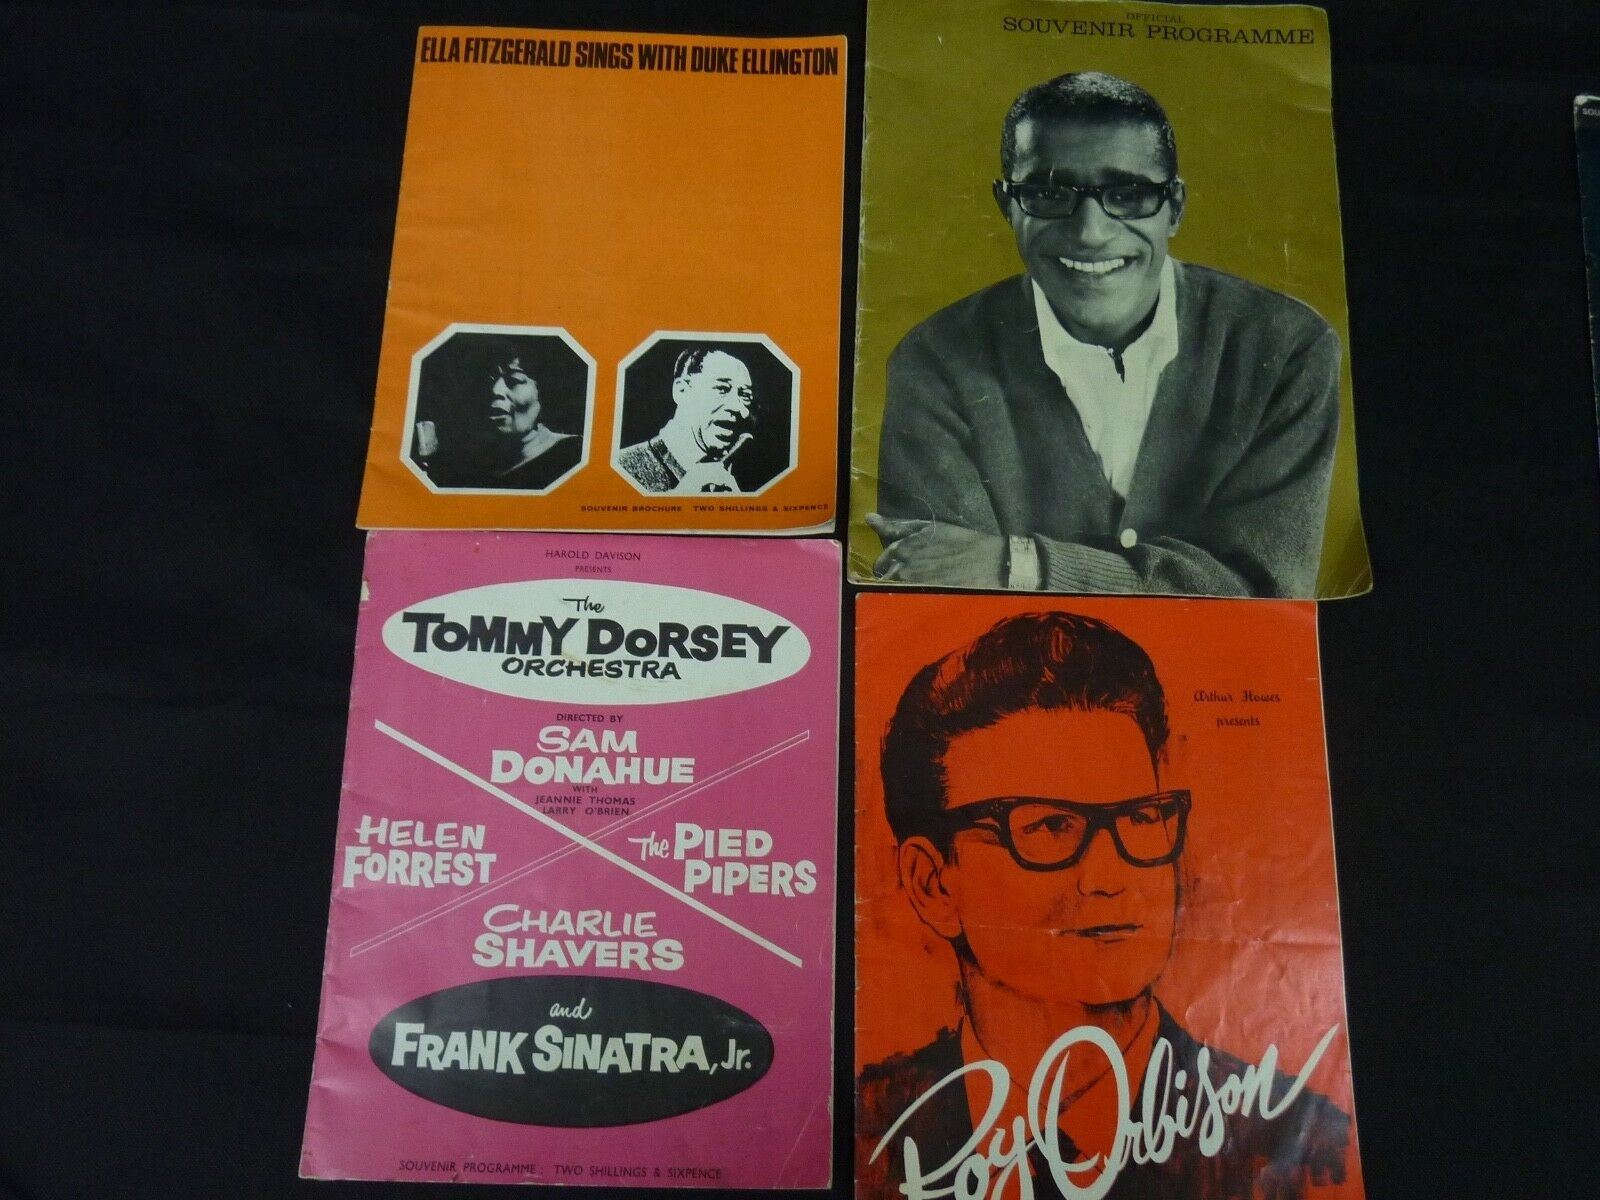 ELLA FITZGERALD SINGS WITH DUKE ELLINGTON
SOUVENIR BROCHURE TWO SHILLINGS & SIXPENCE
OFFICIAL
SOUVENIR PROGRAMME
SOU
HAROLD DAVISON
PRESENTS
The
TOMMY DORSEY
ORCHESTRA
DIRECTED BY
SAM
DONAHUE
WITH
JEANNIE THOMAS
LARRY O'BRIEN
HELEN
FORREST
The PIED
PIPERS
CHARLIE
SHAVERS
and
FRANK SINATRA, Jr.
SOUVENIR PROGRAMME: TWO SHILLINGS & SIXPENCE
Arthur Howes
presents
Roy Orbison